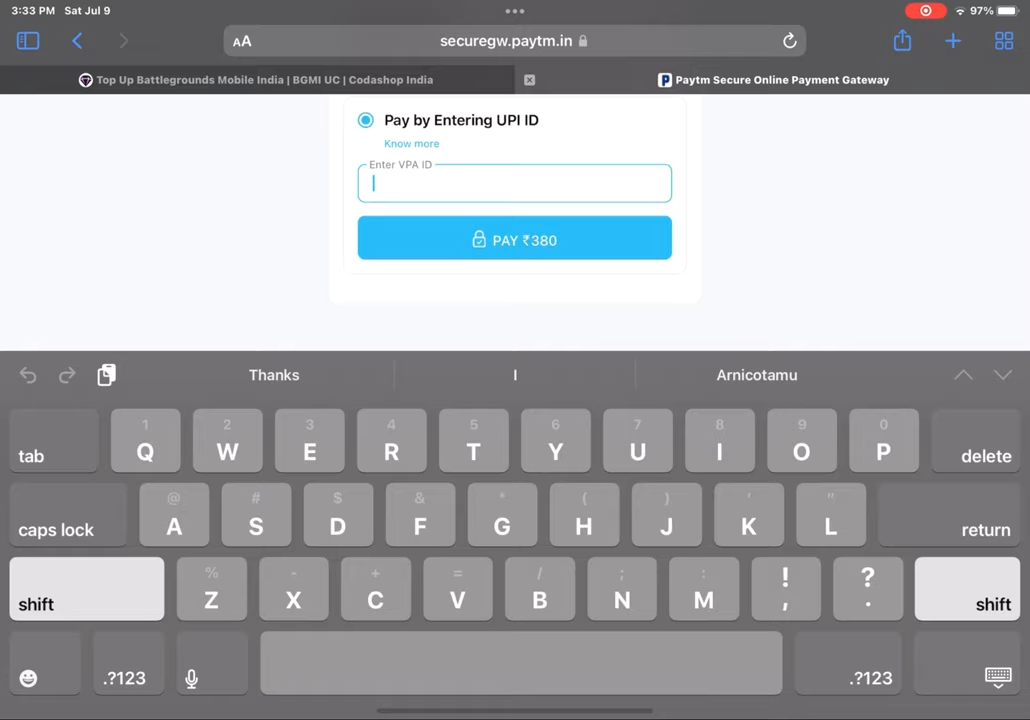 3:33 PM Sat Jul 9
97%
AA
securegw.paytm.in
Top Up Battlegrounds Mobile India | BGMI UC | Codashop India
Paytm Secure Online Payment Gateway
Pay by Entering UPI ID
Know more
Enter VPA ID
PAY ₹380
Thanks I Arnicotamu
1 2 3 4 5 6 7 8 9 0
tab Q W E R T Y U I O P delete
@ # $ & * ( ) ' "
caps lock A S D F G H J K L return
% - + = / ; : ! ?
shift Z X C V B N M , . shift
.?123 .?123